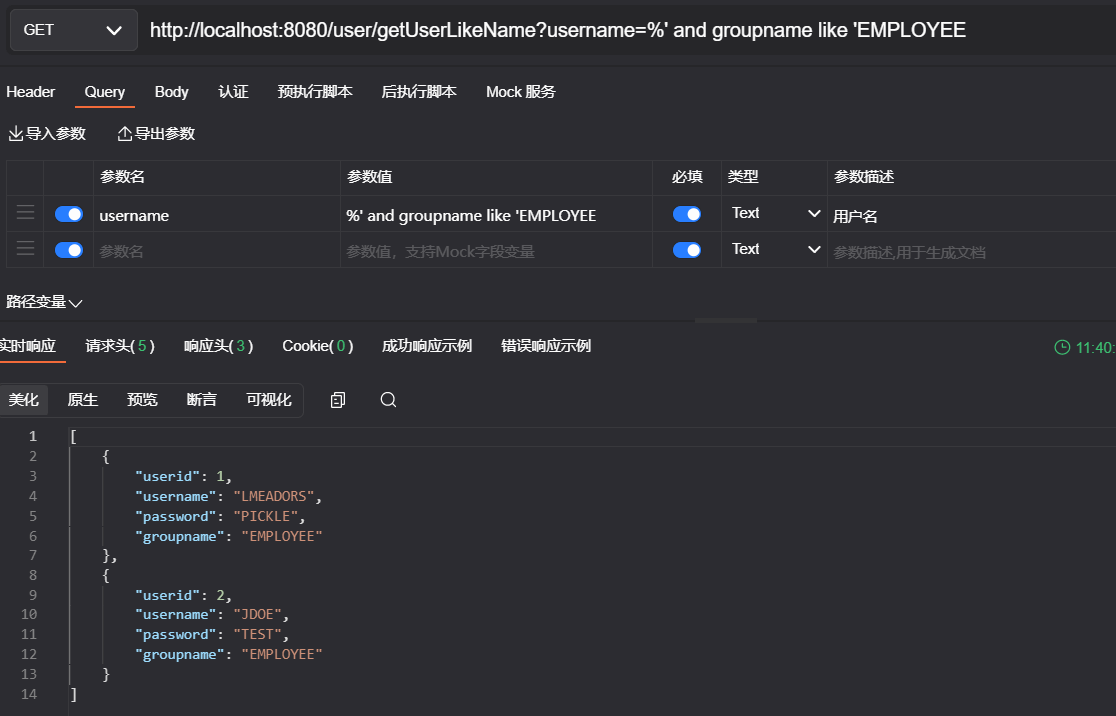 GET http://localhost:8080/user/getUserLikeName?username=%' and groupname like 'EMPLOYEE
Header Query Body 认证 预执行脚本 后执行脚本 Mock 服务
导入参数 导出参数
参数名 参数值 必填 类型 参数描述
username %' and groupname like 'EMPLOYEE Text 用户名
参数名 参数值，支持Mock字段变量 Text 参数描述,用于生成文档
路径变量
实时响应 请求头(5) 响应头(3) Cookie(0) 成功响应示例 错误响应示例 11:40:
美化 原生 预览 断言 可视化
1 [
2 {
3 "userid": 1,
4 "username": "LMEADORS",
5 "password": "PICKLE",
6 "groupname": "EMPLOYEE"
7 },
8 {
9 "userid": 2,
10 "username": "JDOE",
11 "password": "TEST",
12 "groupname": "EMPLOYEE"
13 }
14 ]